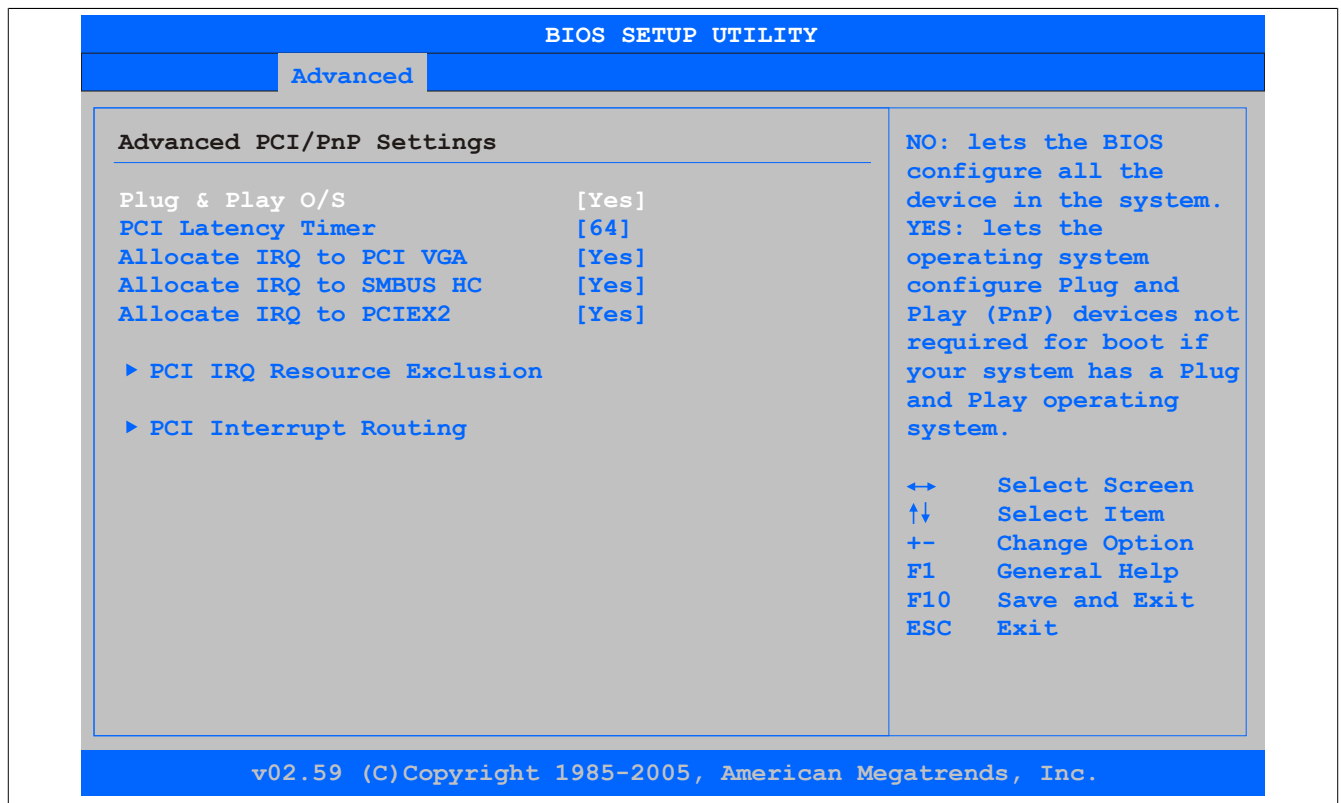 BIOS SETUP UTILITY
Advanced
Advanced PCI/PnP Settings
Plug & Play O/S [Yes]
PCI Latency Timer [64]
Allocate IRQ to PCI VGA [Yes]
Allocate IRQ to SMBUS HC [Yes]
Allocate IRQ to PCIEX2 [Yes]
▶ PCI IRQ Resource Exclusion
▶ PCI Interrupt Routing
NO: lets the BIOS
configure all the
device in the system.
YES: lets the
operating system
configure Plug and
Play (PnP) devices not
required for boot if
your system has a Plug
and Play operating
system.
↔ Select Screen
↑↓ Select Item
+- Change Option
F1 General Help
F10 Save and Exit
ESC Exit
v02.59 (C)Copyright 1985-2005, American Megatrends, Inc.